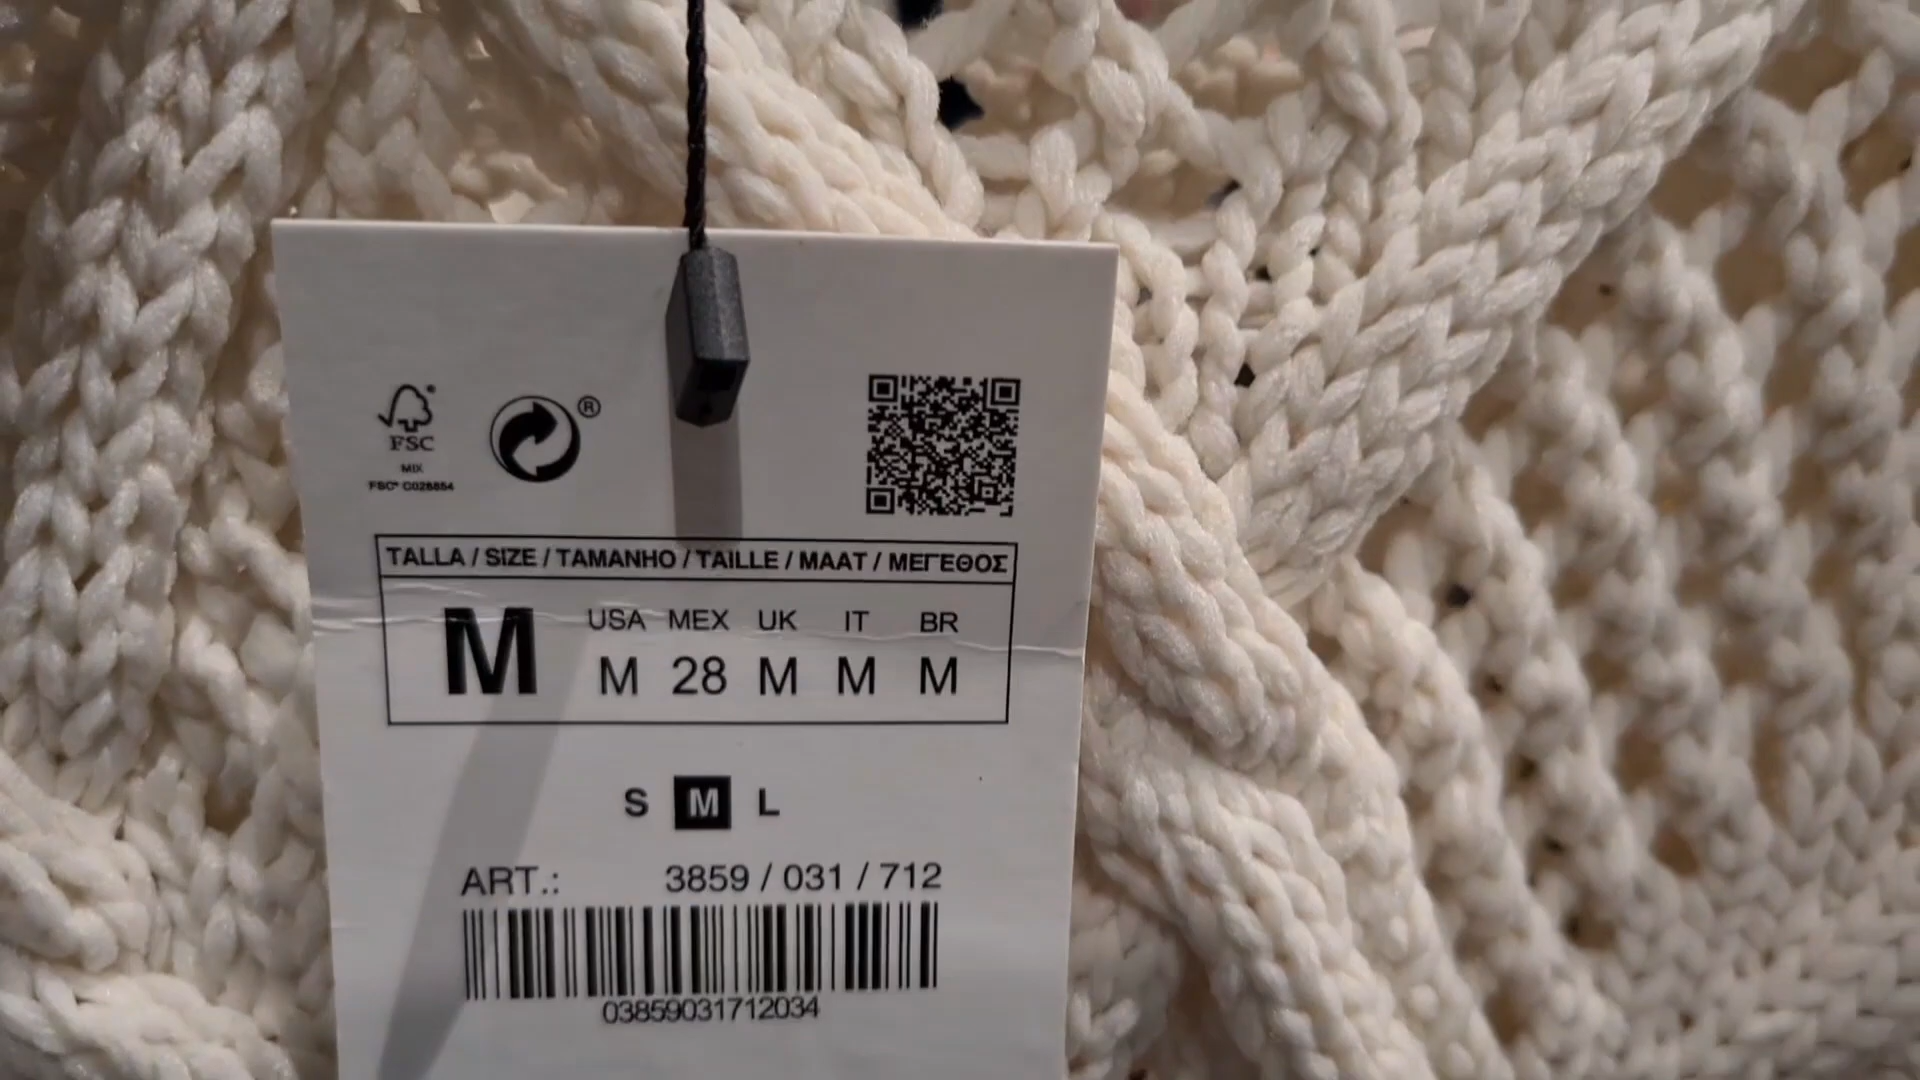 FSC
MIX
FSC® C028854
®
TALLA / SIZE / TAMANHO / TAILLE / MAAT / ΜΕΓΕΘΟΣ
M
USA MEX UK IT BR
M 28 M M M
S M L
ART.: 3859 / 031 / 712
03859031712034